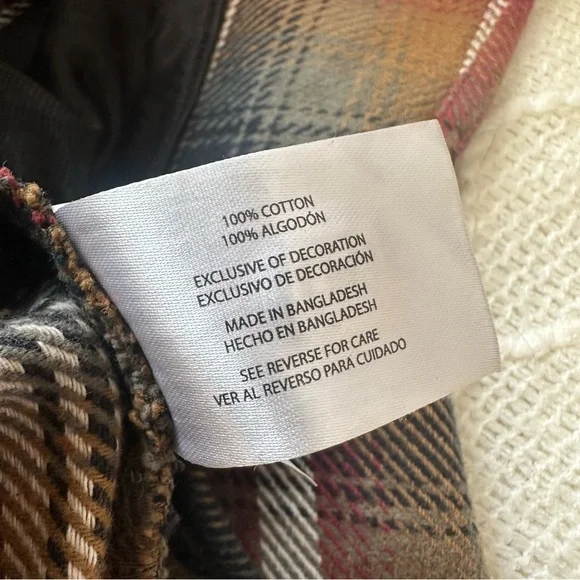 100% COTTON
100% ALGODÓN
EXCLUSIVE OF DECORATION
EXCLUSIVO DE DECORACIÓN
MADE IN BANGLADESH
HECHO EN BANGLADESH
SEE REVERSE FOR CARE
VER AL REVERSO PARA CUIDADO